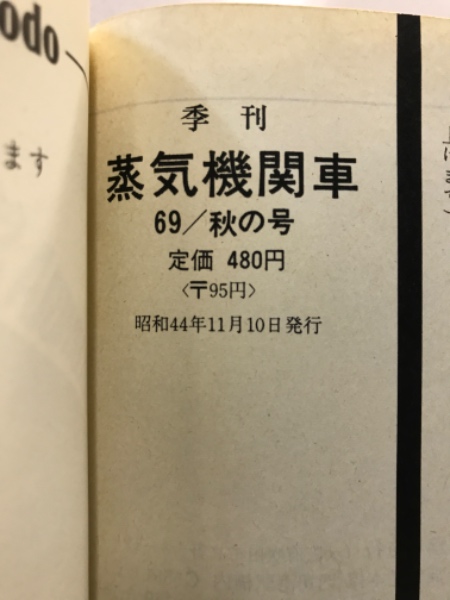 odo
ます
季刊
蒸気機関車
69/秋の号
定価 480円
〈〒95円〉
昭和44年11月10日発行